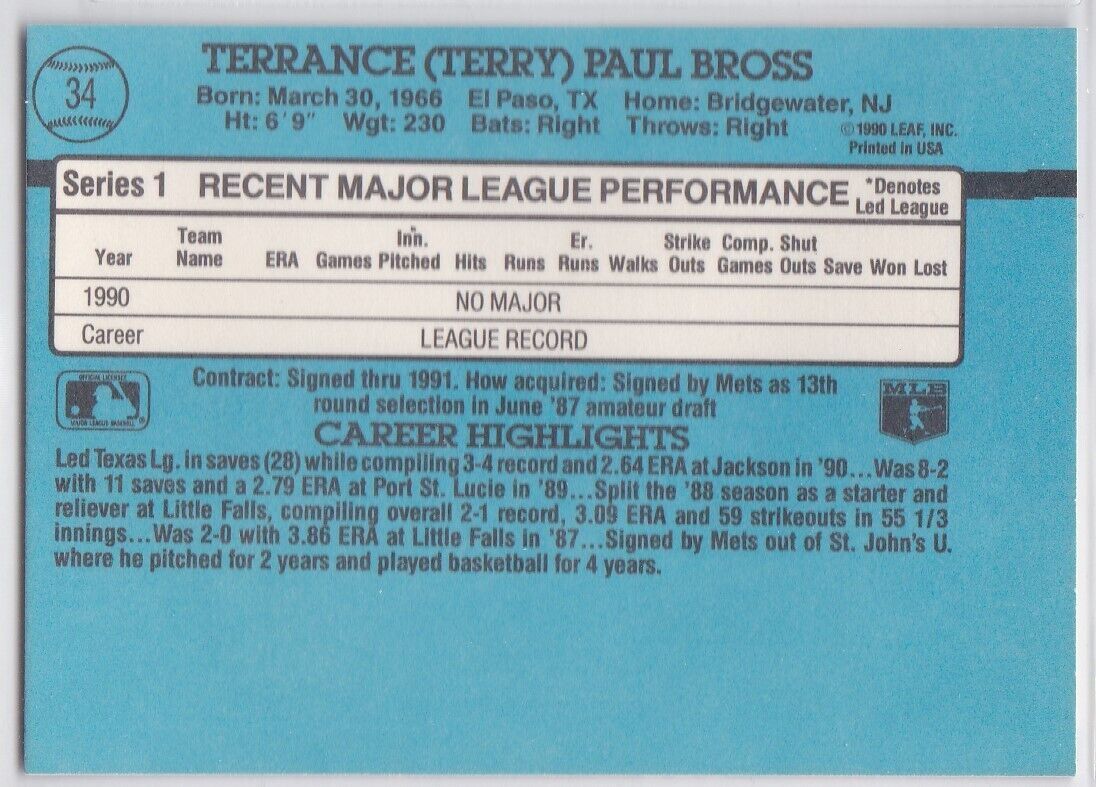 34
TERRANCE (TERRY) PAUL BROSS
Born: March 30, 1966 El Paso, TX Home: Bridgewater, NJ
Ht: 6'9" Wgt: 230 Bats: Right Throws: Right
©1990 LEAF, INC.
Printed in USA
Series 1 RECENT MAJOR LEAGUE PERFORMANCE *Denotes Led League
Year Team Name ERA Games Inn. Pitched Hits Runs Er. Runs Walks Strike Outs Comp. Games Shut Outs Save Won Lost
1990 NO MAJOR
Career LEAGUE RECORD
OFFICIAL LICENSEE
MAJOR LEAGUE BASEBALL
Contract: Signed thru 1991. How acquired: Signed by Mets as 13th
round selection in June '87 amateur draft
MLB
CAREER HIGHLIGHTS
Led Texas Lg. in saves (28) while compiling 3-4 record and 2.64 ERA at Jackson in '90...Was 8-2
with 11 saves and a 2.79 ERA at Port St. Lucie in '89...Split the '88 season as a starter and
reliever at Little Falls, compiling overall 2-1 record, 3.09 ERA and 59 strikeouts in 55 1/3
innings...Was 2-0 with 3.86 ERA at Little Falls in '87...Signed by Mets out of St. John's U.
where he pitched for 2 years and played basketball for 4 years.